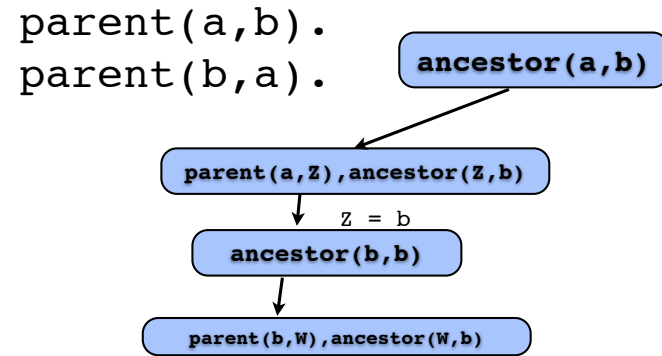 parent(a,b).
parent(b,a).
ancestor(a,b)
parent(a,Z),ancestor(Z,b)
Z = b
ancestor(b,b)
parent(b,W),ancestor(W,b)